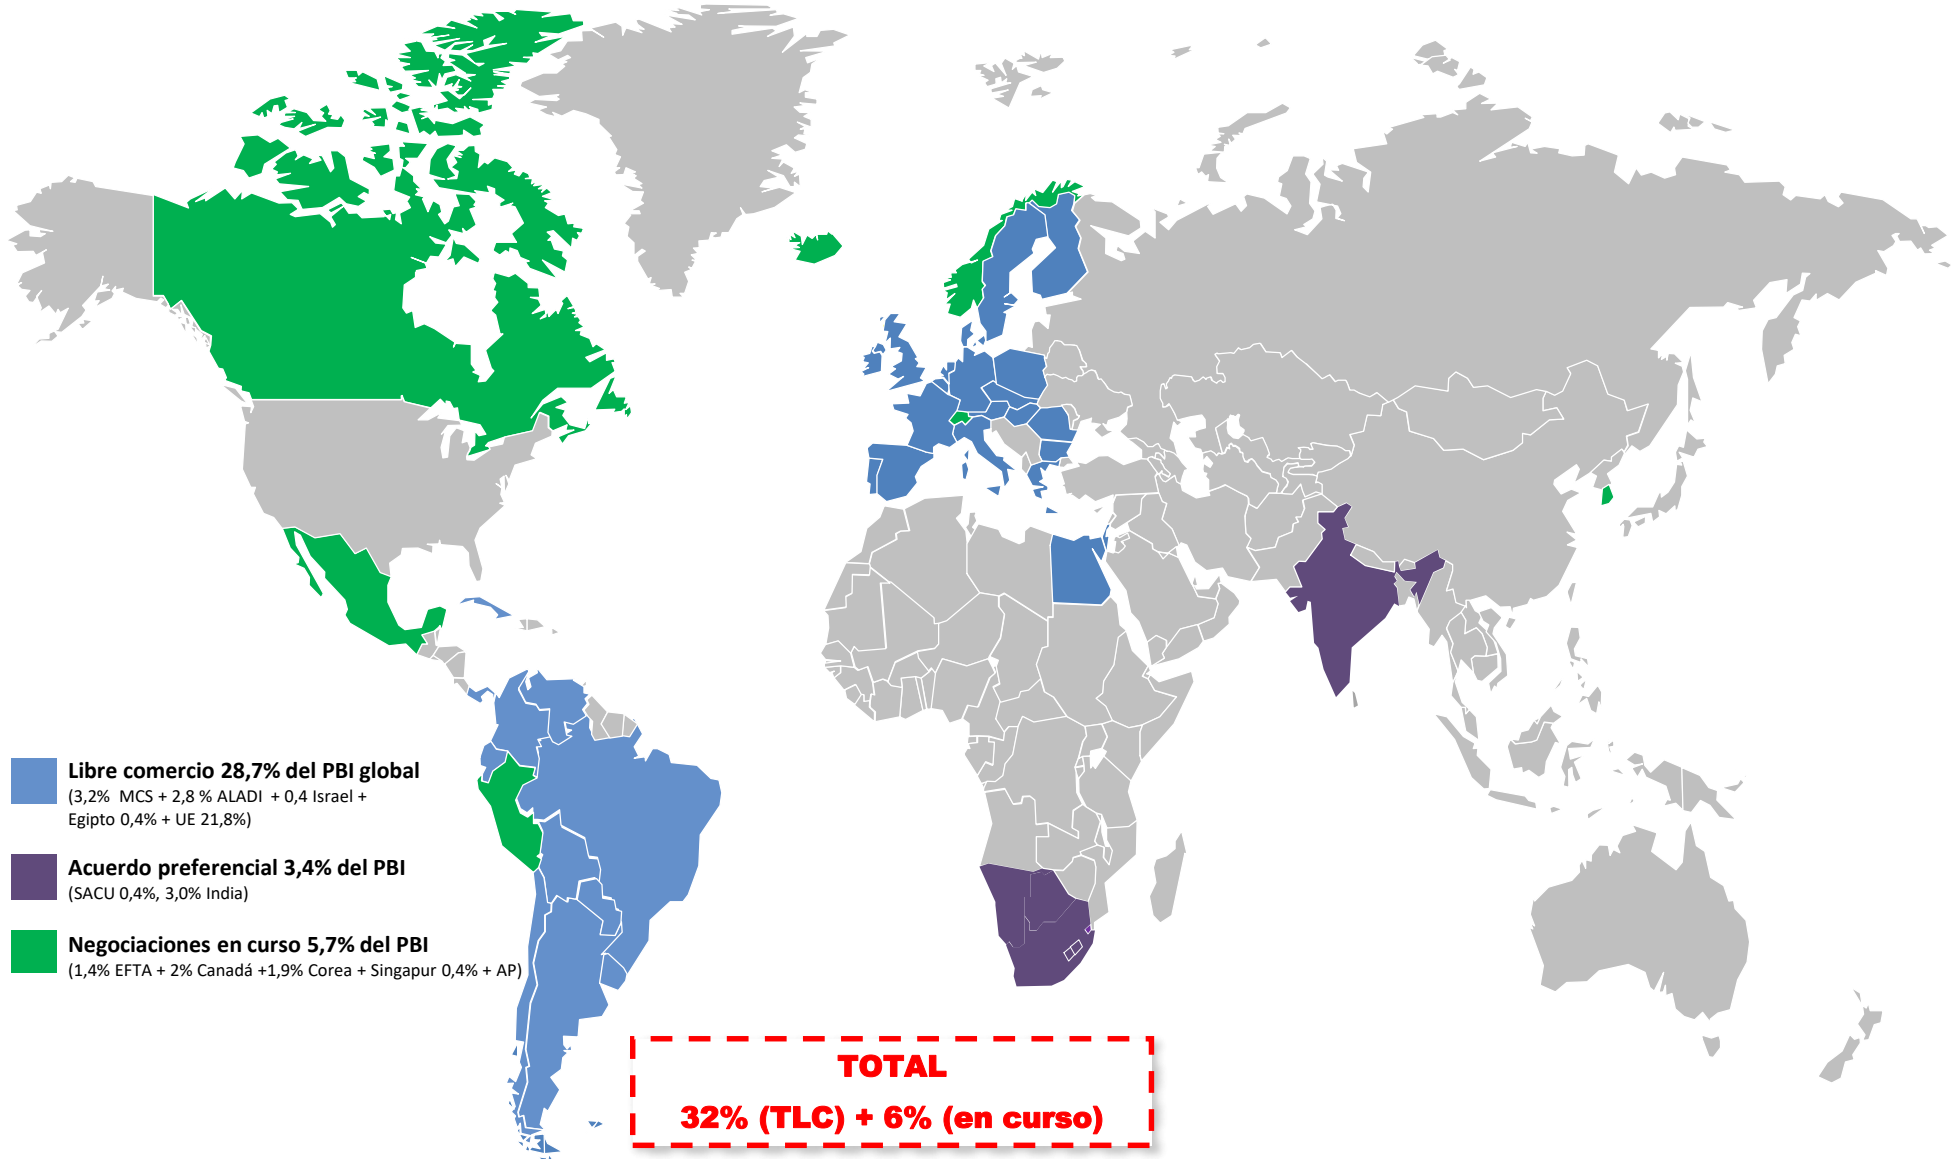 Libre comercio 28,7% del PBI global
(3,2% MCS + 2,8 % ALADI + 0,4 Israel +
Egipto 0,4% + UE 21,8%)
Acuerdo preferencial 3,4% del PBI
(SACU 0,4%, 3,0% India)
Negociaciones en curso 5,7% del PBI
(1,4% EFTA + 2% Canadá +1,9% Corea + Singapur 0,4% + AP)
TOTAL
32% (TLC) + 6% (en curso)